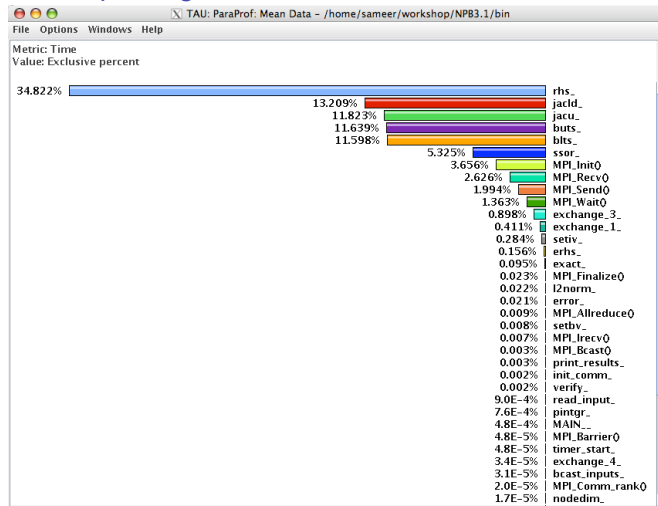 TAU: ParaProf: Mean Data – /home/sameer/workshop/NPB3.1/bin
File Options Windows Help
Metric: Time
Value: Exclusive percent
34.822% rhs_
13.209% jacld_
11.823% jacu_
11.639% buts_
11.598% blts_
5.325% ssor_
3.656% MPI_Init()
2.626% MPI_Recv()
1.994% MPI_Send()
1.363% MPI_Wait()
0.898% exchange_3_
0.411% exchange_1_
0.284% setiv_
0.156% erhs_
0.095% exact_
0.023% MPI_Finalize()
0.022% l2norm_
0.021% error_
0.009% MPI_Allreduce()
0.008% setbv_
0.007% MPI_Irecv()
0.003% MPI_Bcast()
0.003% print_results_
0.002% init_comm_
0.002% verify_
9.0E-4% read_input_
7.6E-4% pintgr_
4.8E-4% MAIN__
4.8E-5% MPI_Barrier()
4.8E-5% timer_start_
3.4E-5% exchange_4_
3.1E-5% bcast_inputs_
2.0E-5% MPI_Comm_rank()
1.7E-5% nodedim_